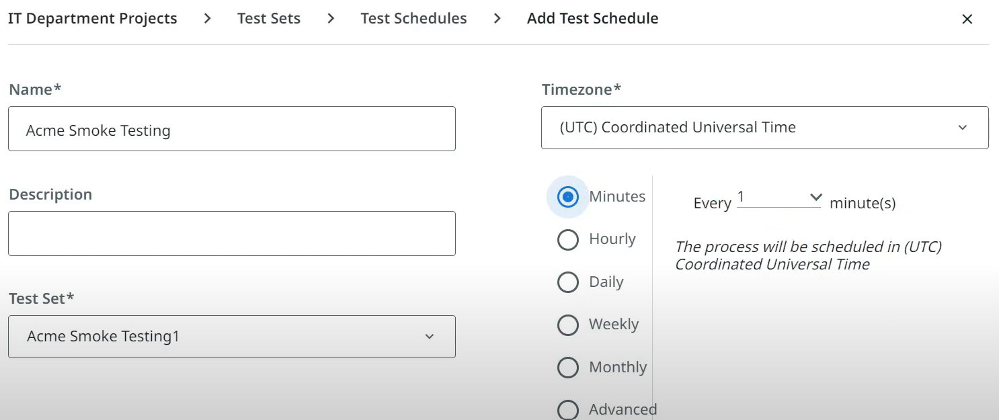 IT Department Projects > Test Sets > Test Schedules > Add Test Schedule
Name*
Acme Smoke Testing
Description
Test Set*
Acme Smoke Testing1
Timezone*
(UTC) Coordinated Universal Time
Minutes
Hourly
Daily
Weekly
Monthly
Advanced
Every 1 minute(s)
The process will be scheduled in (UTC)
Coordinated Universal Time